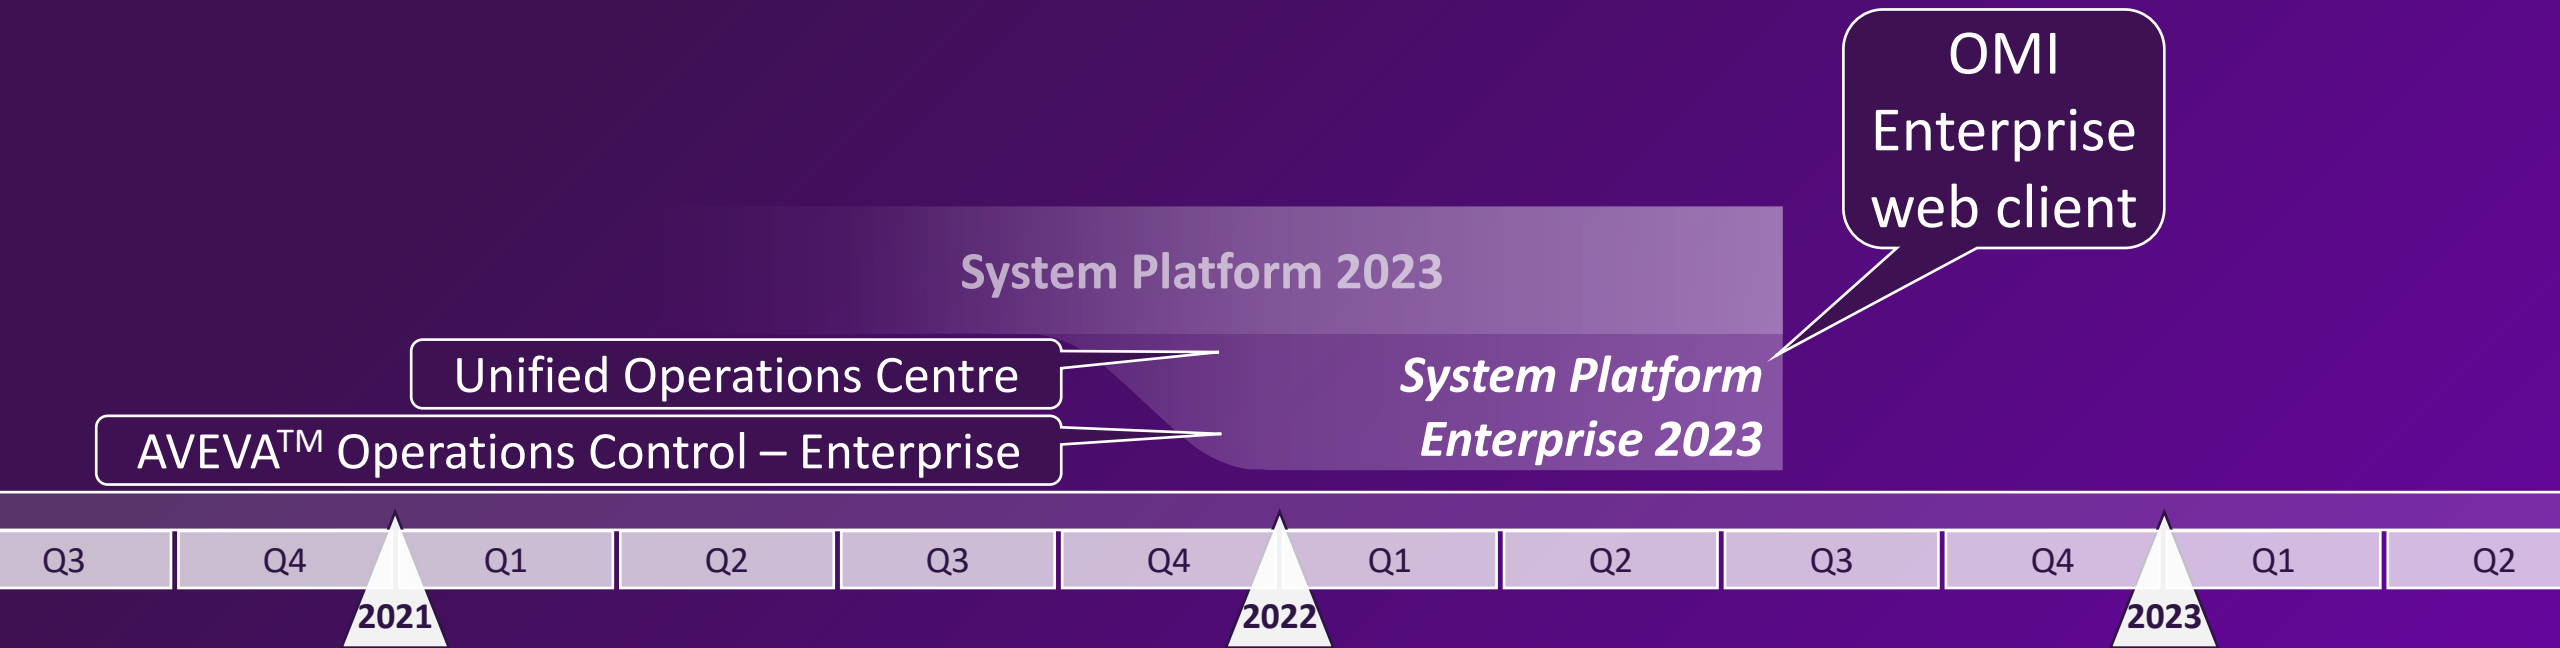 OMI
Enterprise
web client
System Platform 2023
Unified Operations Centre
System Platform
Enterprise 2023
AVEVA™ Operations Control – Enterprise
Q3 Q4 Q1 Q2 Q3 Q4 Q1 Q2 Q3 Q4 Q1 Q2
2021 2022 2023